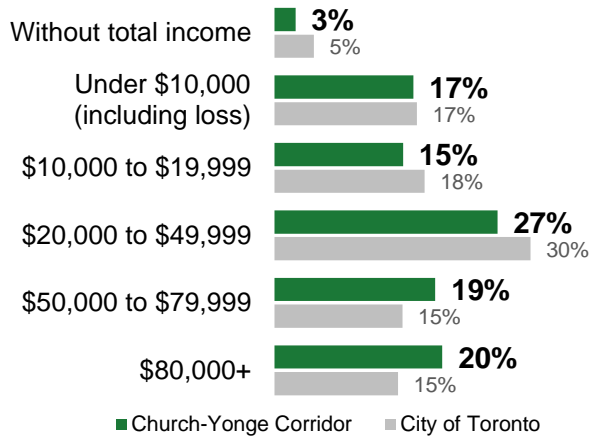 Without total income
3%
5%
Under $10,000
(including loss)
17%
17%
$10,000 to $19,999
15%
18%
$20,000 to $49,999
27%
30%
$50,000 to $79,999
19%
15%
$80,000+
20%
15%
Church-Yonge Corridor City of Toronto